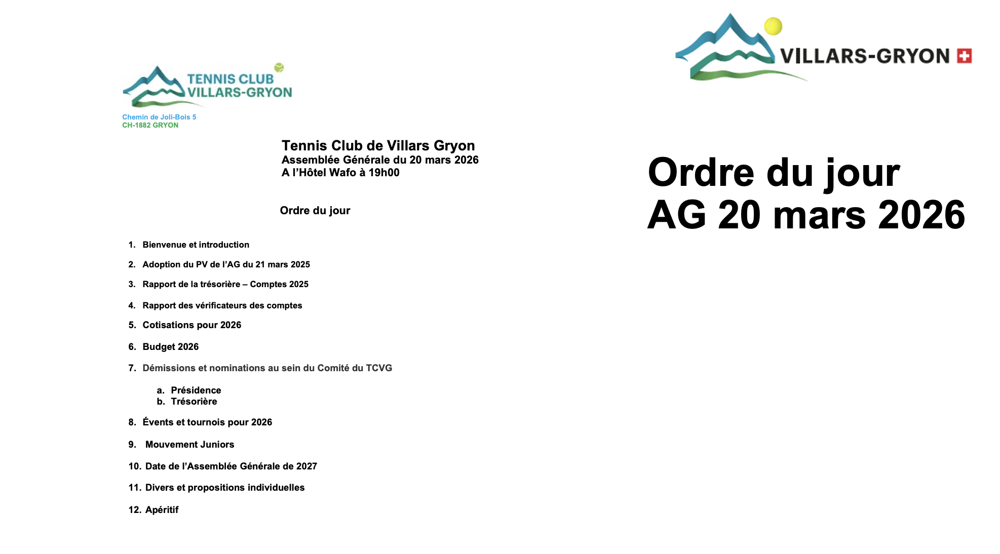 TENNIS CLUB
VILLARS-GRYON
Chemin de Joli-Bois 5
CH-1882 GRYON
Tennis Club de Villars Gryon
Assemblée Générale du 20 mars 2026
A l’Hôtel Wafo à 19h00
Ordre du jour
1. Bienvenue et introduction
2. Adoption du PV de l’AG du 21 mars 2025
3. Rapport de la trésorière – Comptes 2025
4. Rapport des vérificateurs des comptes
5. Cotisations pour 2026
6. Budget 2026
7. Démissions et nominations au sein du Comité du TCVG
a. Présidence
b. Trésorière
8. Évents et tournois pour 2026
9. Mouvement Juniors
10. Date de l’Assemblée Générale de 2027
11. Divers et propositions individuelles
12. Apéritif
VILLARS-GRYON
Ordre du jour
AG 20 mars 2026